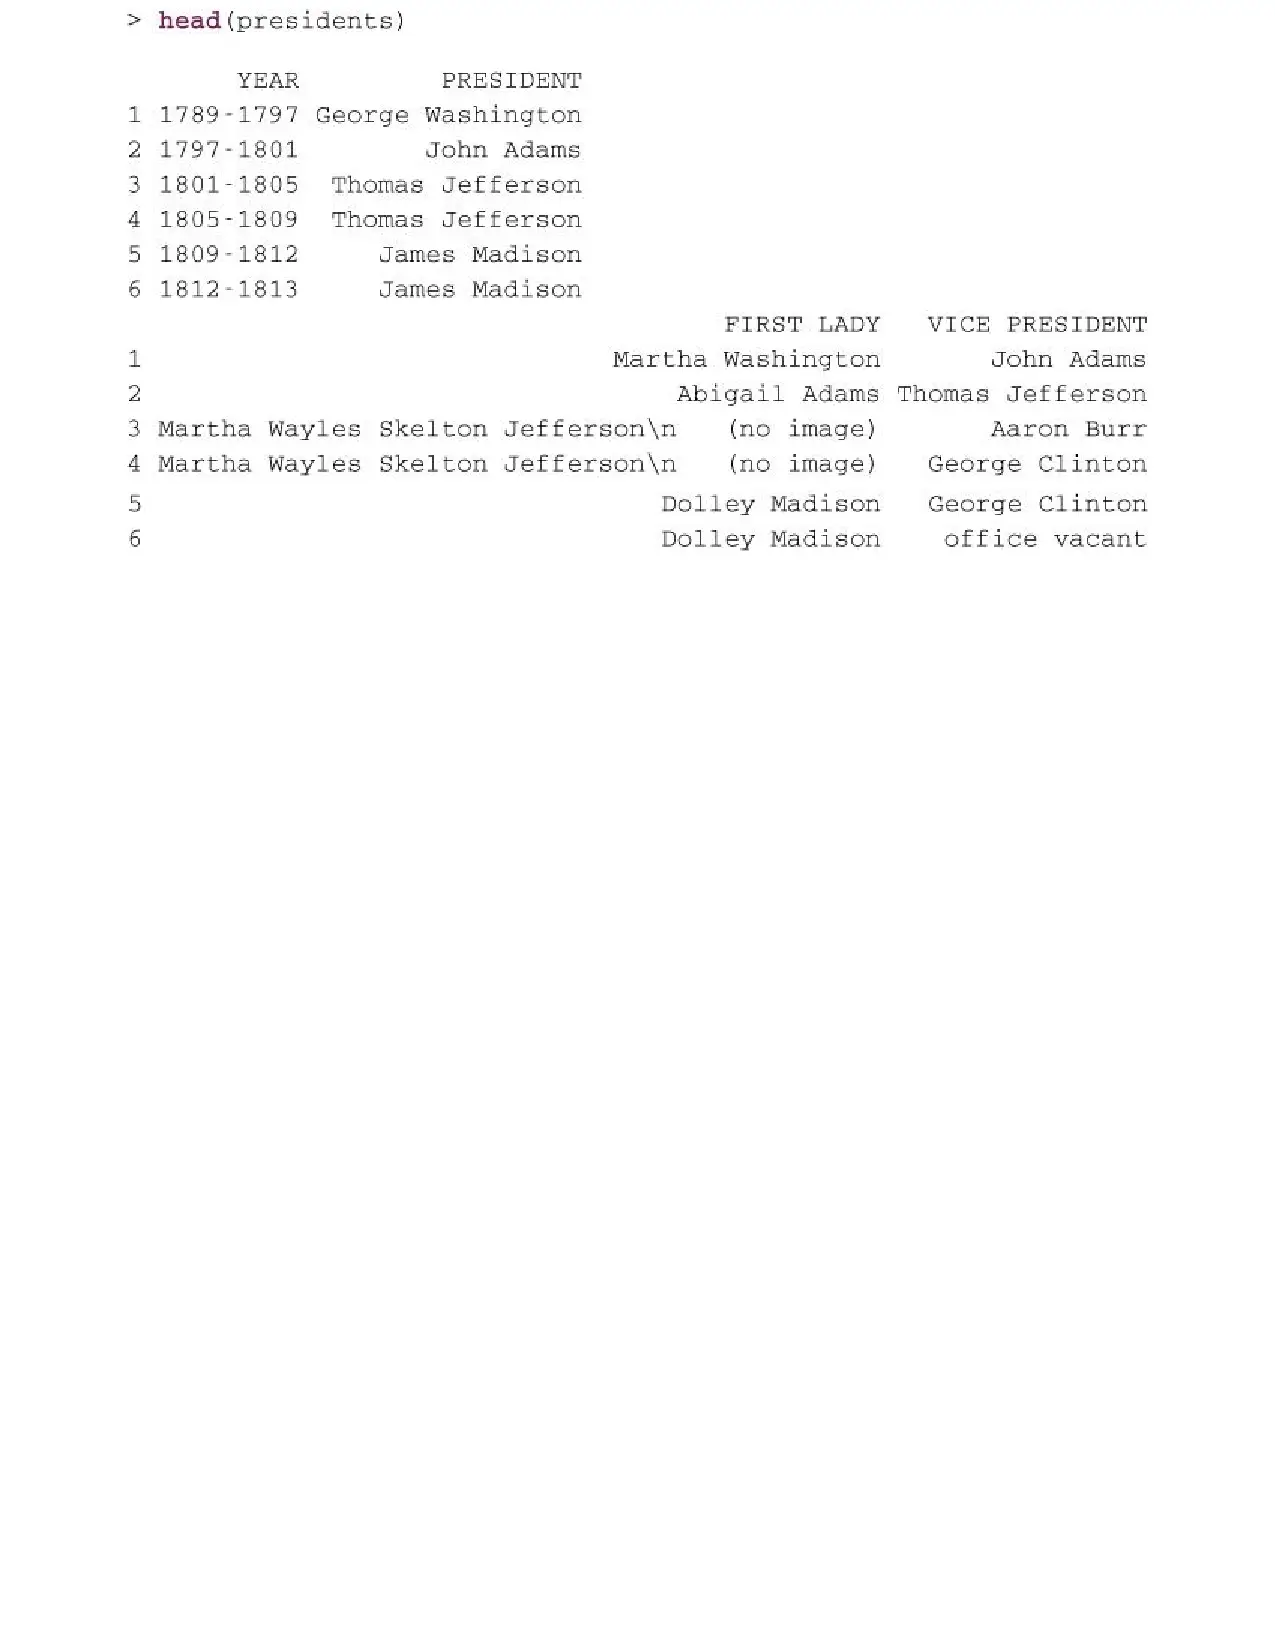 > head(presidents)
YEAR PRESIDENT
1 1789-1797 George Washington
2 1797-1801 John Adams
3 1801-1805 Thomas Jefferson
4 1805-1809 Thomas Jefferson
5 1809-1812 James Madison
6 1812-1813 James Madison
FIRST LADY VICE PRESIDENT
1 Martha Washington John Adams
2 Abigail Adams Thomas Jefferson
3 Martha Wayles Skelton Jefferson\n (no image) Aaron Burr
4 Martha Wayles Skelton Jefferson\n (no image) George Clinton
5 Dolley Madison George Clinton
6 Dolley Madison office vacant